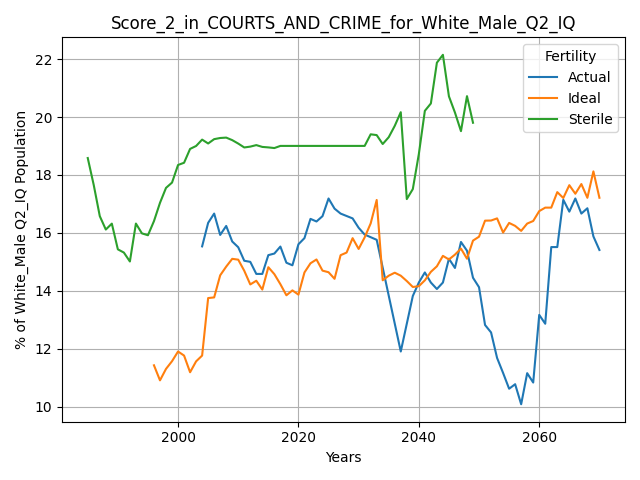 Score_2_in_COURTS_AND_CRIME_for_White_Male_Q2_IQ
Fertility
Actual
Ideal
Sterile
% of White_Male Q2_IQ Population
22
20
18
16
14
12
10
2000
2020
2040
2060
Years